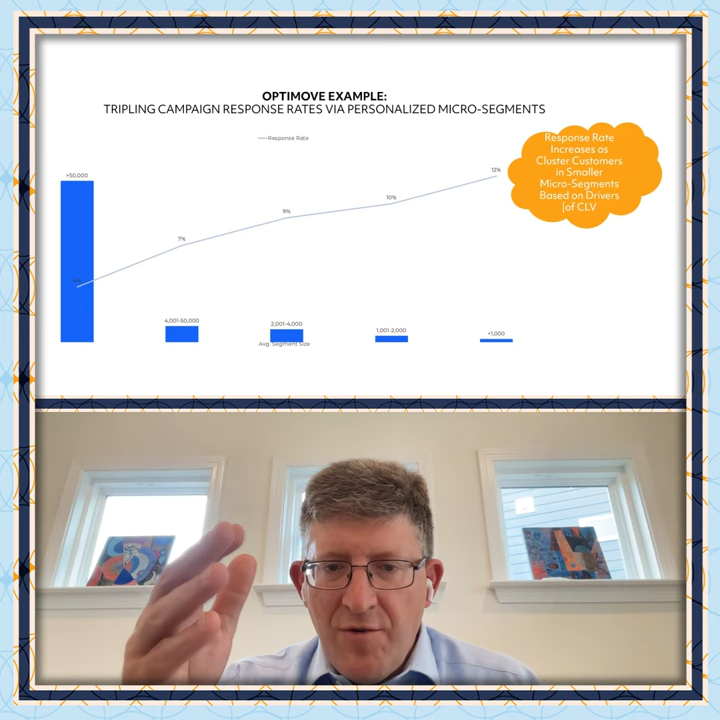 OPTIMOVE EXAMPLE:
TRIPLING CAMPAIGN RESPONSE RATES VIA PERSONALIZED MICRO-SEGMENTS
Response Rate
Response Rate
Increases as
Cluster Customers
in Smaller
Micro-Segments
Based on Drivers
|of CLV
>50,000
7%
9%
10%
12%
4,001-50,000
2,001-4,000
1,001-2,000
<1,000
Avg. Segment Size